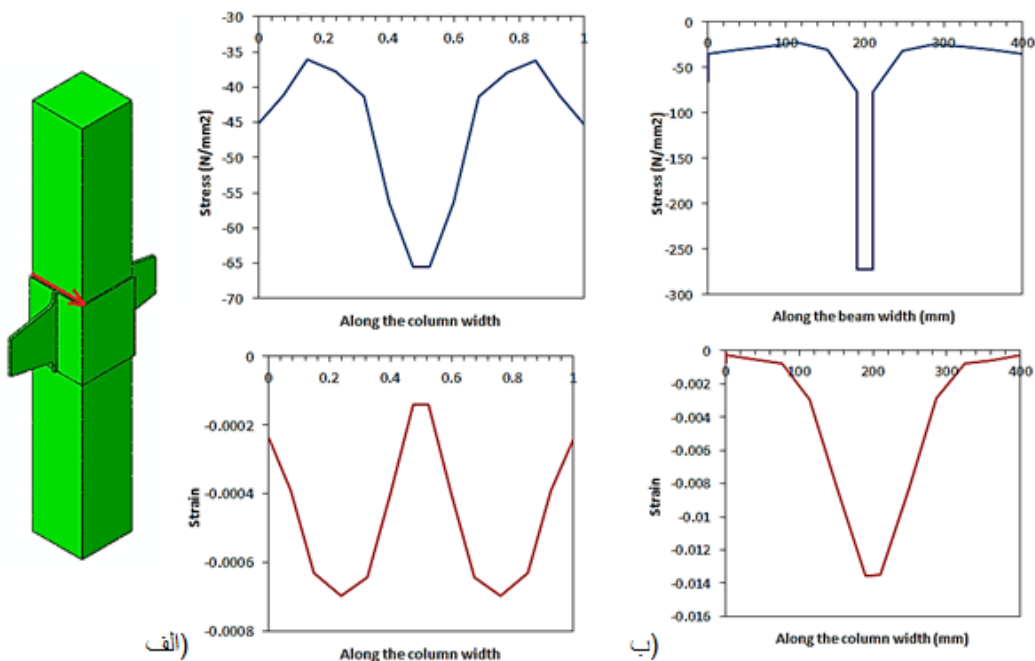 -30
0 0.2 0.4 0.6 0.8 1
-35
-40
-45
-50
-55
-60
-65
-70
Stress (N/mm2)
Along the column width
0
0 100 200 300 400
-50
-100
-150
-200
-250
-300
Stress (N/mm2)
Along the beam width (mm)
0
0 0.2 0.4 0.6 0.8 1
-0.0002
-0.0004
-0.0006
-0.0008
Strain
Along the column width
الف)
0
0 100 200 300 400
-0.002
-0.004
-0.006
-0.008
-0.01
-0.012
-0.014
-0.016
Strain
Along the column width (mm)
ب)